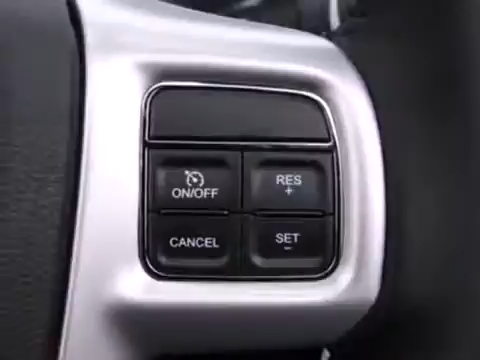 ON/OFF
RES
+
CANCEL
SET
-